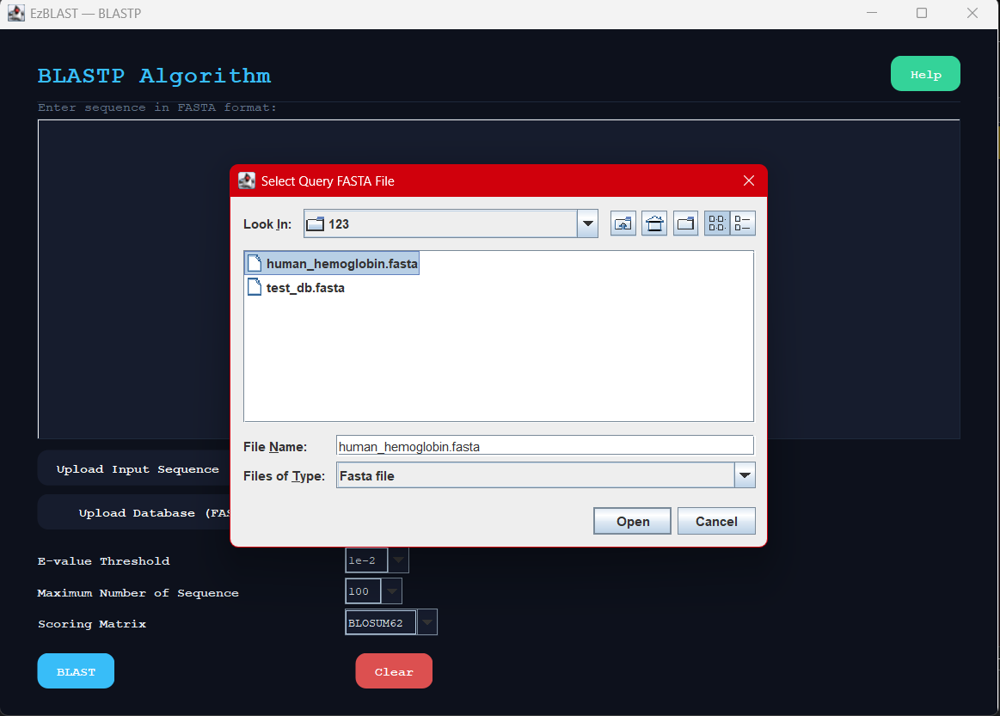 EzBLAST — BLASTP
BLASTP Algorithm
Help
Enter sequence in FASTA format:
Select Query FASTA File
Look In:
123
human_hemoglobin.fasta
test_db.fasta
File Name:
human_hemoglobin.fasta
Files of Type:
Fasta file
Open
Cancel
Upload Input Sequence
Upload Database (FAS
E-value Threshold
1e-2
Maximum Number of Sequence
100
Scoring Matrix
BLOSUM62
BLAST
Clear